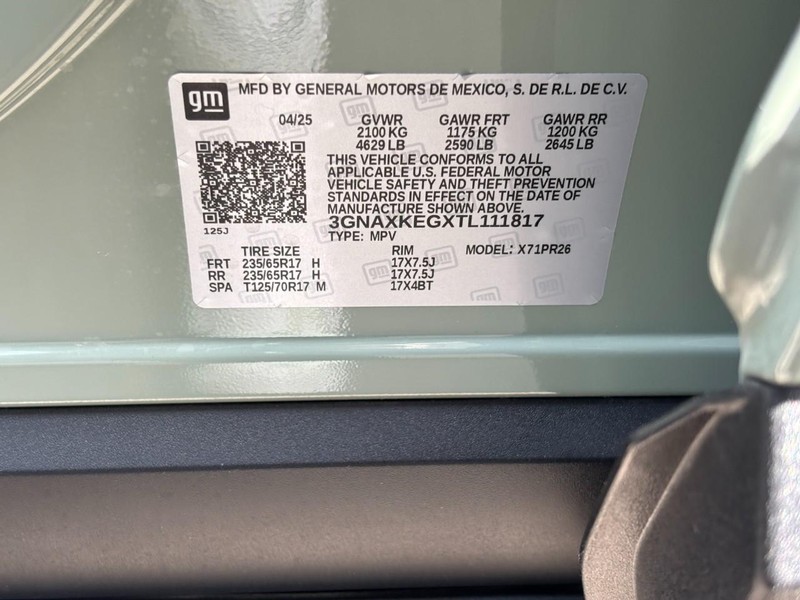 gm MFD BY GENERAL MOTORS DE MEXICO, S. DE R.L. DE C.V.
04/25 GVWR GAWR FRT GAWR RR
2100 KG 1175 KG 1200 KG
4629 LB 2590 LB 2645 LB
THIS VEHICLE CONFORMS TO ALL
APPLICABLE U.S. FEDERAL MOTOR
VEHICLE SAFETY AND THEFT PREVENTION
STANDARDS IN EFFECT ON THE DATE OF
MANUFACTURE SHOWN ABOVE.
3GNAXKEGXTL111817
125J
TYPE: MPV
TIRE SIZE RIM MODEL: X71PR26
FRT 235/65R17 H 17X7.5J
RR 235/65R17 H 17X7.5J
SPA T125/70R17 M 17X4BT